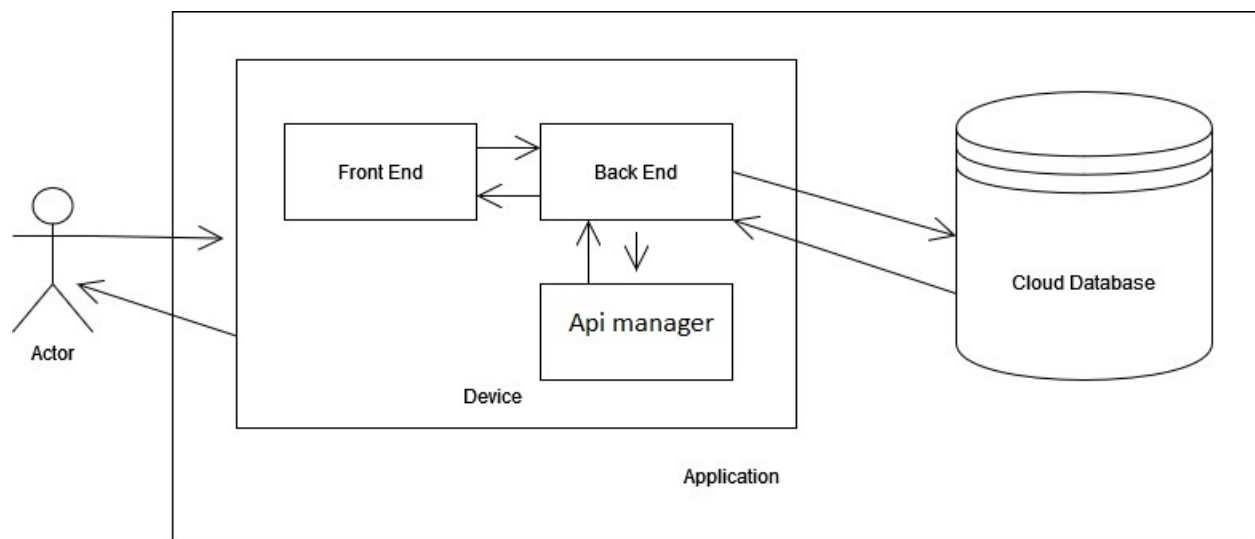 Front End
Back End
Cloud Database
Api manager
Actor
Device
Application